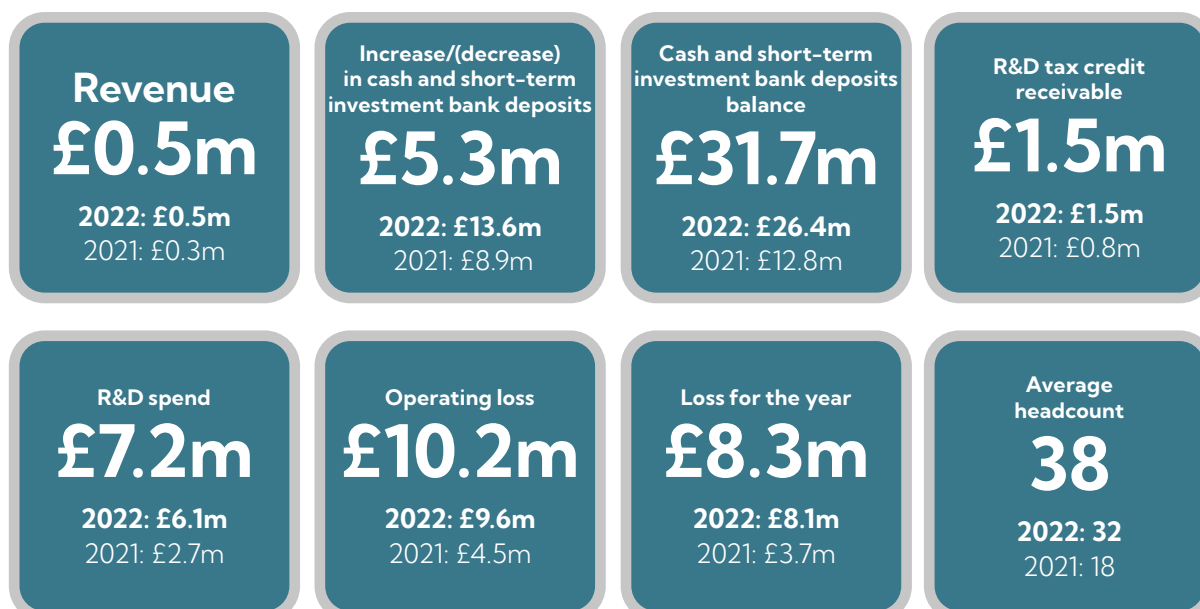 Revenue
£0.5m
2022: £0.5m
2021: £0.3m
Increase/(decrease)
in cash and short-term
investment bank deposits
£5.3m
2022: £13.6m
2021: £8.9m
Cash and short-term
investment bank deposits
balance
£31.7m
2022: £26.4m
2021: £12.8m
R&D tax credit
receivable
£1.5m
2022: £1.5m
2021: £0.8m
R&D spend
£7.2m
2022: £6.1m
2021: £2.7m
Operating loss
£10.2m
2022: £9.6m
2021: £4.5m
Loss for the year
£8.3m
2022: £8.1m
2021: £3.7m
Average
headcount
38
2022: 32
2021: 18